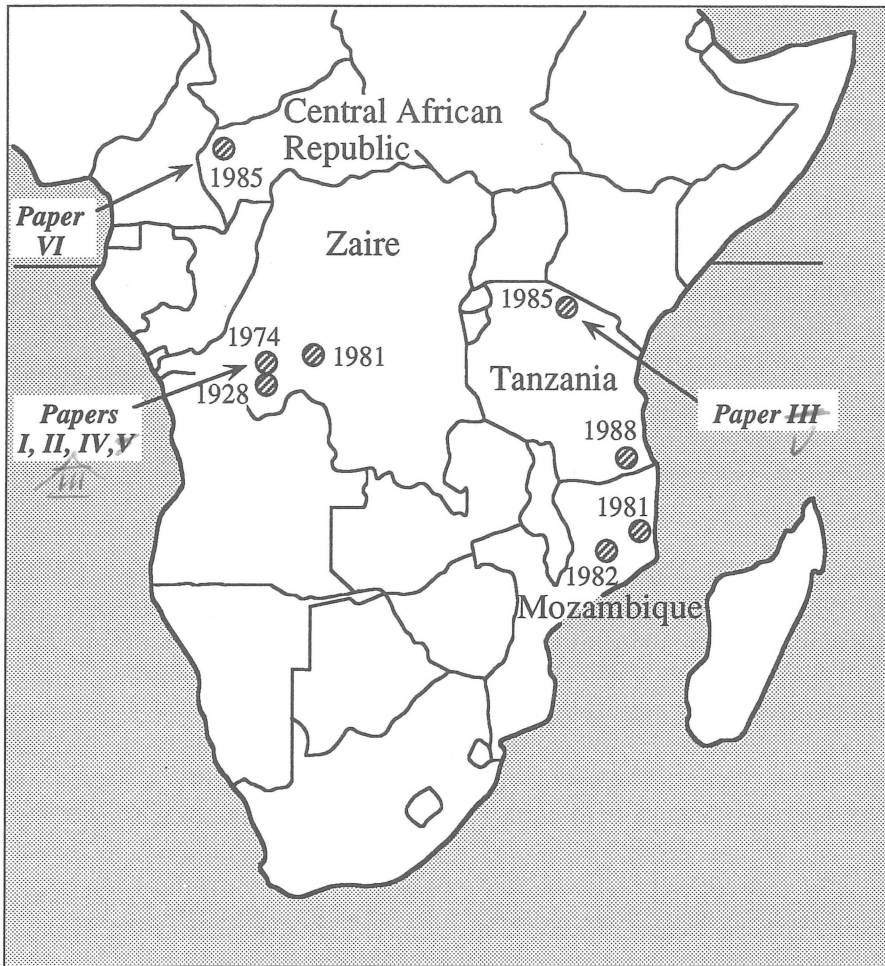 Central African
Republic
1985
Paper
VI
Zaire
1985
1974
1981
1928
Tanzania
Papers
I, II, IV, V
III
Paper III
V
1988
1981
1982
Mozambique